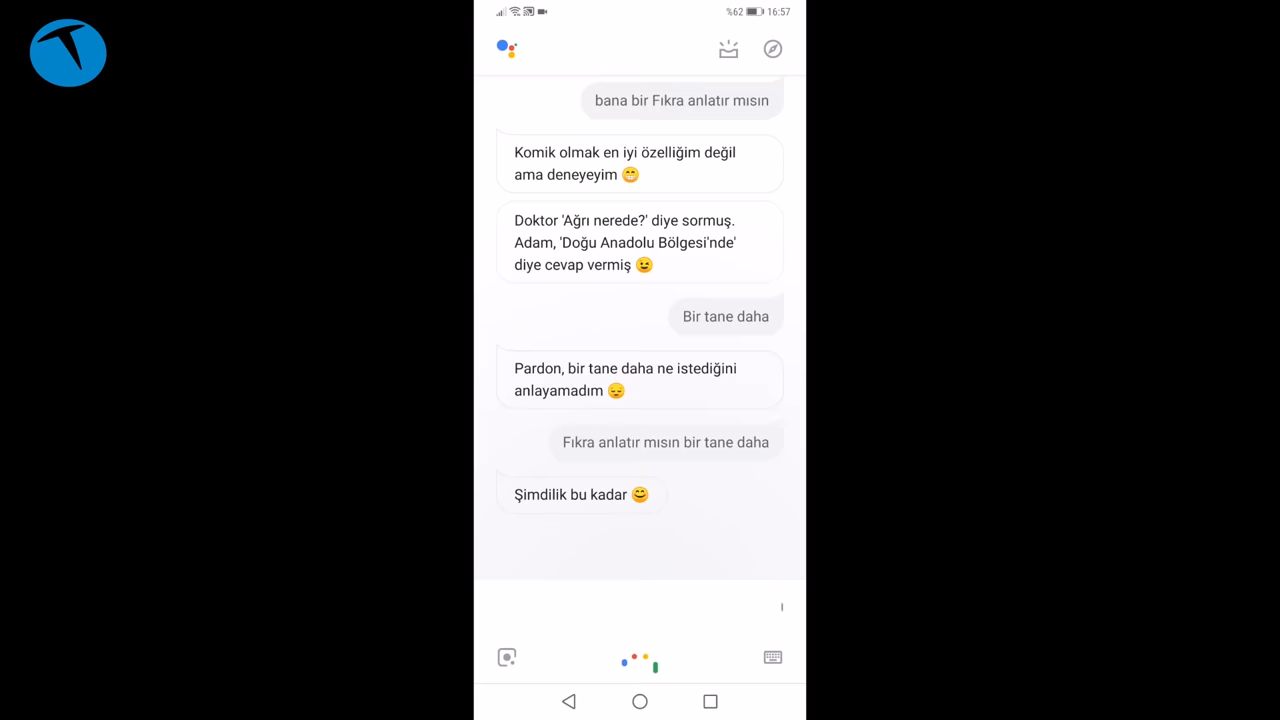 %62 16:57
bana bir Fıkra anlatır mısın
Komik olmak en iyi özelliğim değil
ama deneyeyim 😁
Doktor 'Ağrı nerede?' diye sormuş.
Adam, 'Doğu Anadolu Bölgesi'nde'
diye cevap vermiş 😉
Bir tane daha
Pardon, bir tane daha ne istediğini
anlayamadım 😔
Fıkra anlatır mısın bir tane daha
Şimdilik bu kadar 😊